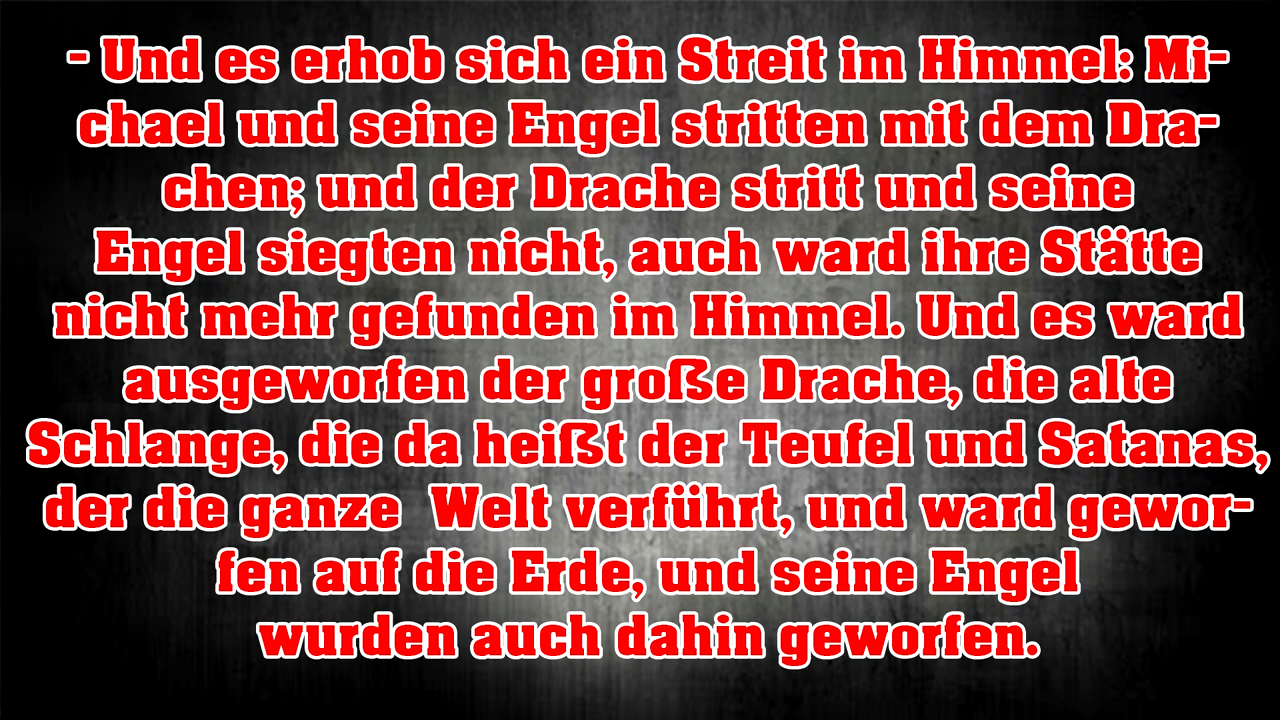 - Und es erhob sich ein Streit im Himmel: Mi-
chael und seine Engel stritten mit dem Dra-
chen; und der Drache stritt und seine
Engel siegten nicht, auch ward ihre Stätte
nicht mehr gefunden im Himmel. Und es ward
ausgeworfen der große Drache, die alte
Schlange, die da heißt der Teufel und Satanas,
der die ganze  Welt verführt, und ward gewor-
fen auf die Erde, und seine Engel
wurden auch dahin geworfen.